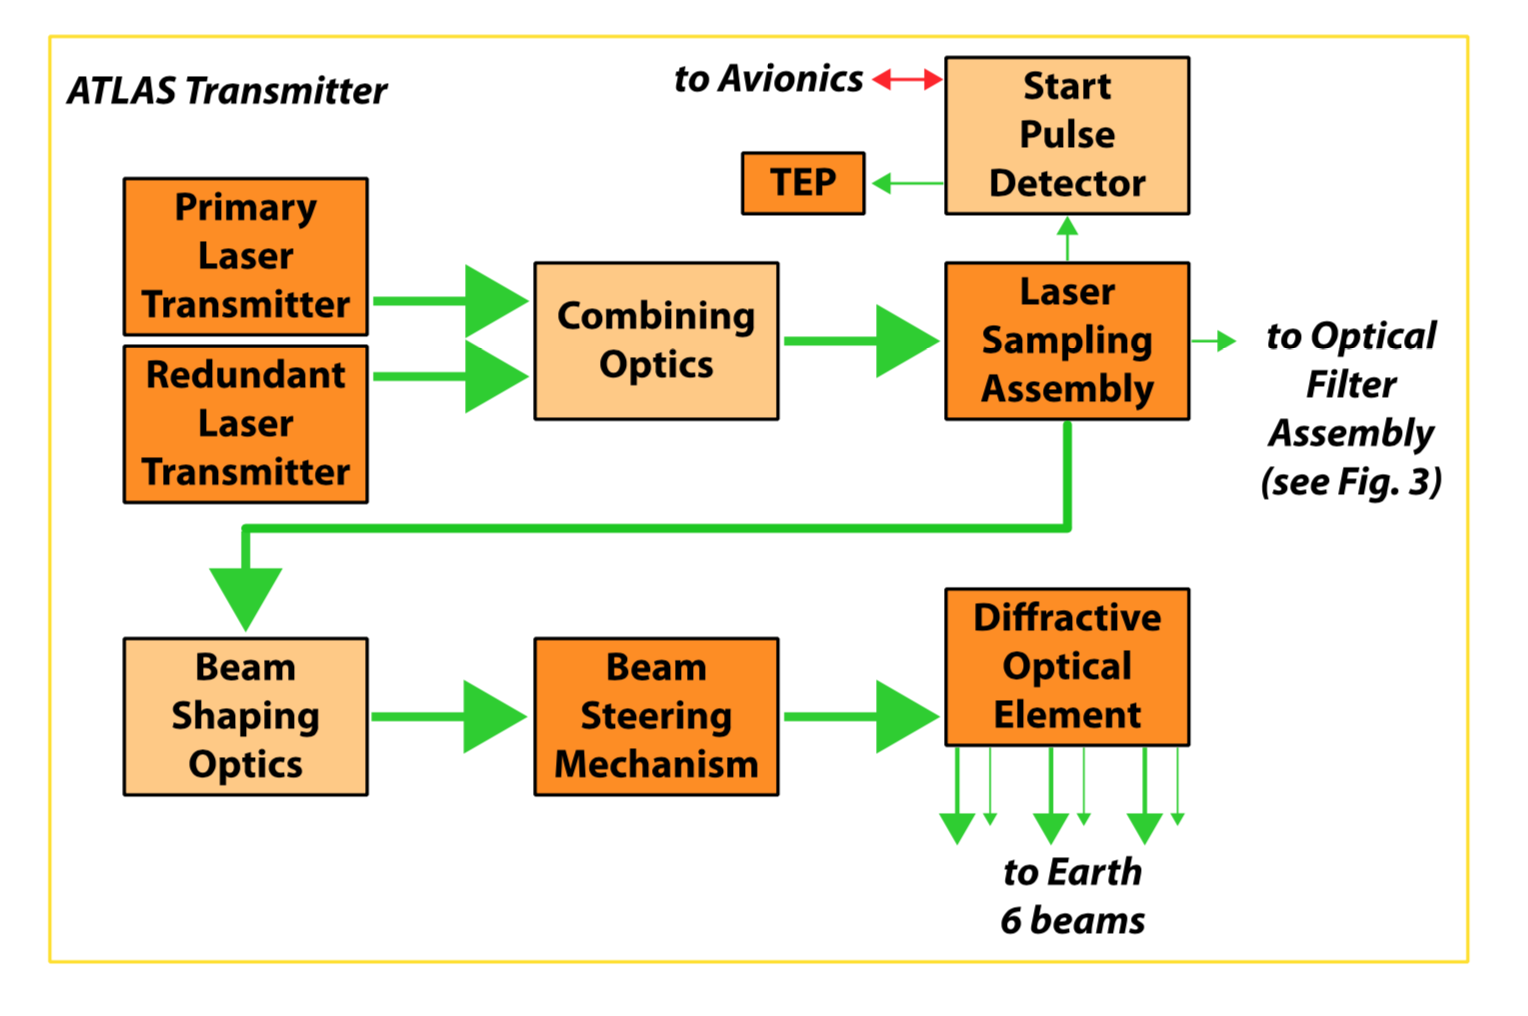 ATLAS Transmitter
to Avionics
Start
Pulse
Detector
TEP
Primary
Laser
Transmitter
Redundant
Laser
Transmitter
Combining
Optics
Laser
Sampling
Assembly
to Optical
Filter
Assembly
(see Fig. 3)
Beam
Shaping
Optics
Beam
Steering
Mechanism
Diffractive
Optical
Element
to Earth
6 beams